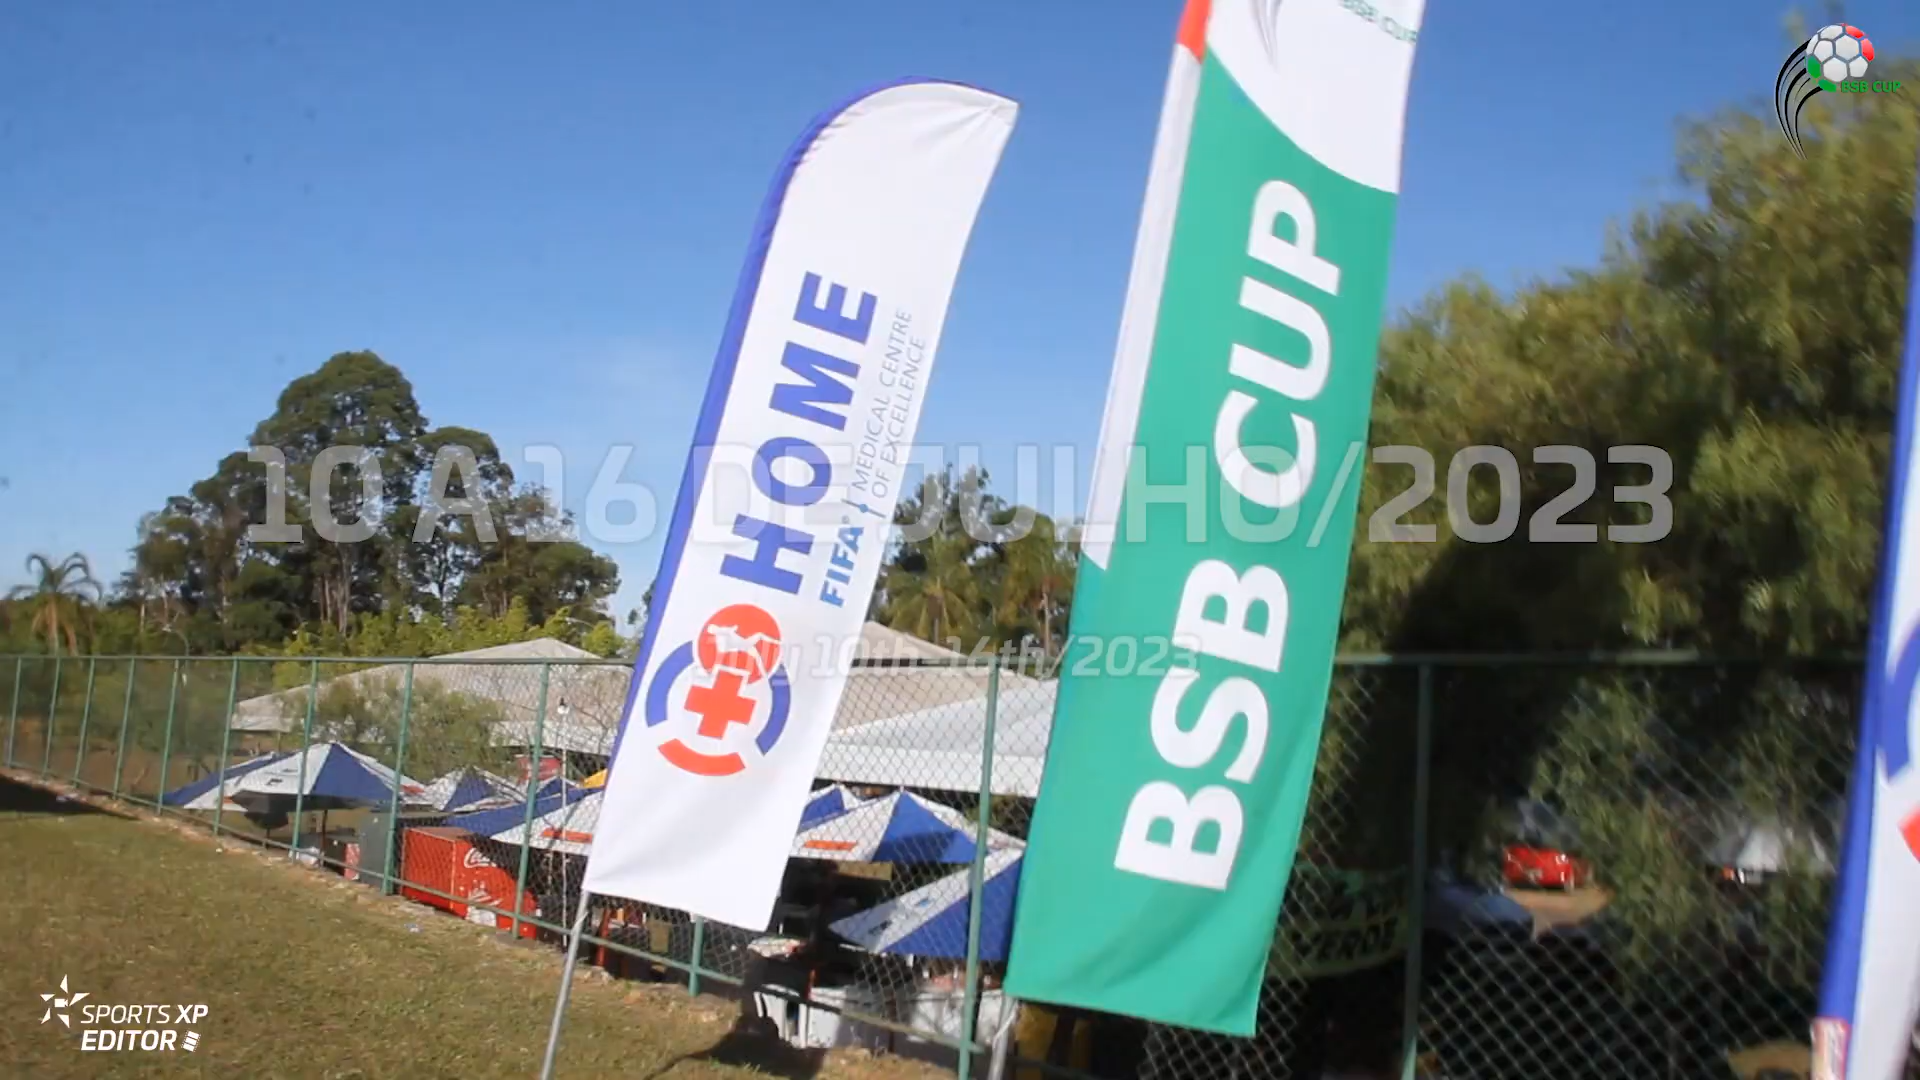 BSB CUP
BSB CUP
HOME
FIFA®
MEDICAL CENTRE
OF EXCELLENCE
BSB CUP
10 A 16 DE JULHO/2023
July 10th-16th/2023
Coca
SPORTS XP
EDITOR